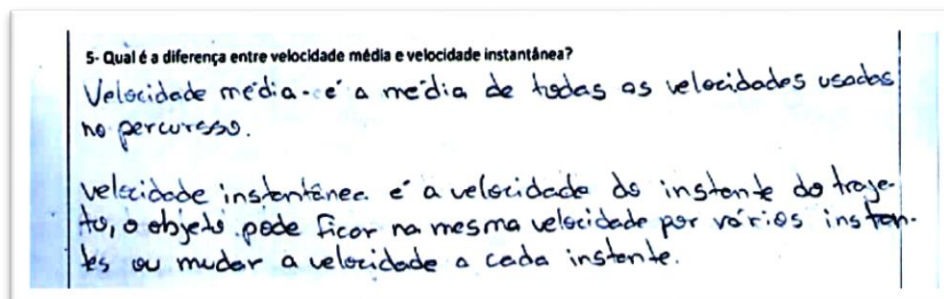 5- Qual é a diferença entre velocidade média e velocidade instantânea?
Velocidade média - é a média de todas as velocidades usadas
no percursso.
velocidade instantânea é a velocidade do instante do traje-
to, o objeto pode ficar na mesma velocidade por vários instan-
tes ou mudar a velocidade a cada instante.